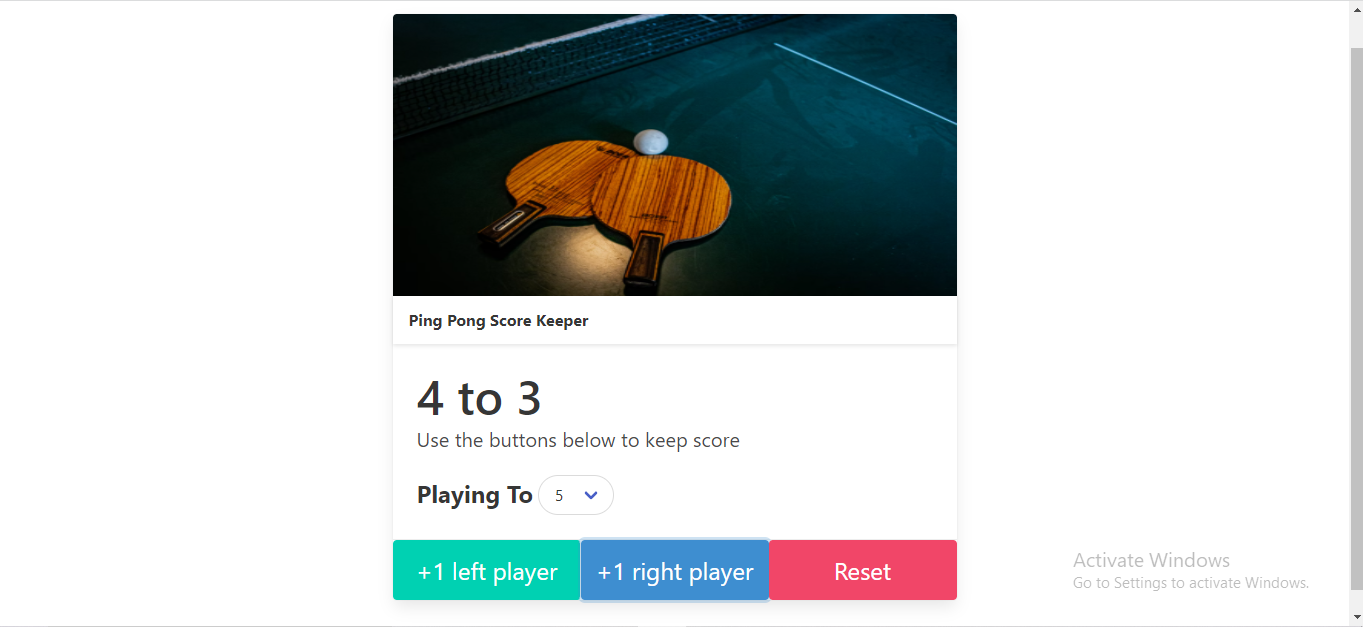 Ping Pong Score Keeper
4 to 3
Use the buttons below to keep score
Playing To 5
+1 left player +1 right player Reset
Activate Windows
Go to Settings to activate Windows.